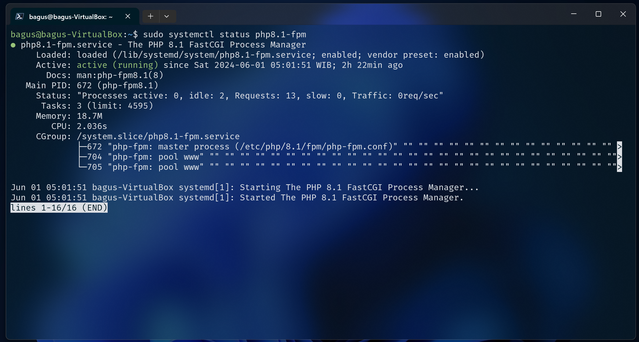 bagus@bagus-VirtualBox: ~
bagus@bagus-VirtualBox:~$ sudo systemctl status php8.1-fpm
● php8.1-fpm.service - The PHP 8.1 FastCGI Process Manager
Loaded: loaded (/lib/systemd/system/php8.1-fpm.service; enabled; vendor preset: enabled)
Active: active (running) since Sat 2024-06-01 05:01:51 WIB; 2h 22min ago
Docs: man:php-fpm8.1(8)
Main PID: 672 (php-fpm8.1)
Status: "Processes active: 0, idle: 2, Requests: 13, slow: 0, Traffic: 0req/sec"
Tasks: 3 (limit: 4595)
Memory: 18.7M
CPU: 2.036s
CGroup: /system.slice/php8.1-fpm.service
├─672 "php-fpm: master process (/etc/php/8.1/fpm/php-fpm.conf)" "" "" "" "" "" "" "" "" "" "" "" "" "" "" >
├─704 "php-fpm: pool www" "" "" "" "" "" "" "" "" "" "" "" "" "" "" "" "" "" "" "" "" "" "" "" "" "" "" "">
└─705 "php-fpm: pool www" "" "" "" "" "" "" "" "" "" "" "" "" "" "" "" "" "" "" "" "" "" "" "" "" "" "" "">
Jun 01 05:01:51 bagus-VirtualBox systemd[1]: Starting The PHP 8.1 FastCGI Process Manager...
Jun 01 05:01:51 bagus-VirtualBox systemd[1]: Started The PHP 8.1 FastCGI Process Manager.
lines 1-16/16 (END)